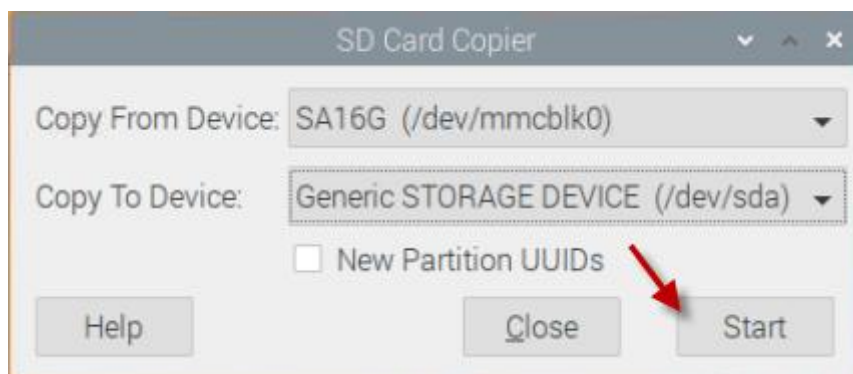 SD Card Copier
Copy From Device: SA16G (/dev/mmcblk0)
Copy To Device: Generic STORAGE DEVICE (/dev/sda)
New Partition UUIDs
Help Close Start